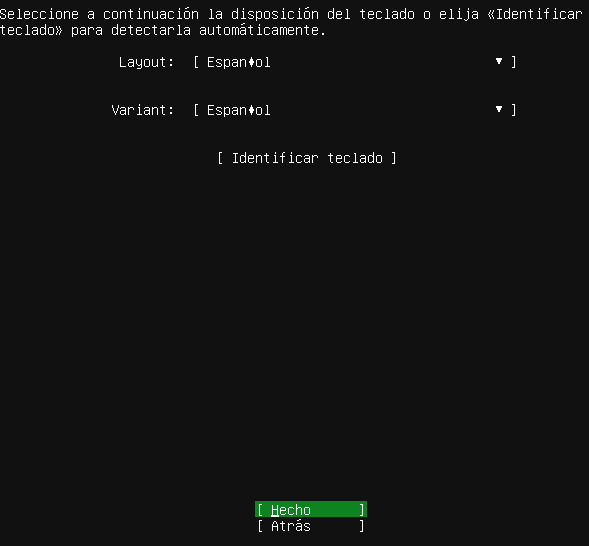 Seleccione a continuación la disposición del teclado o elija «Identificar
teclado» para detectarla automáticamente.
Layout: [ Espan♦ol ▼ ]
Variant: [ Espan♦ol ▼ ]
[ Identificar teclado ]
[ Hecho ]
[ Atrás ]